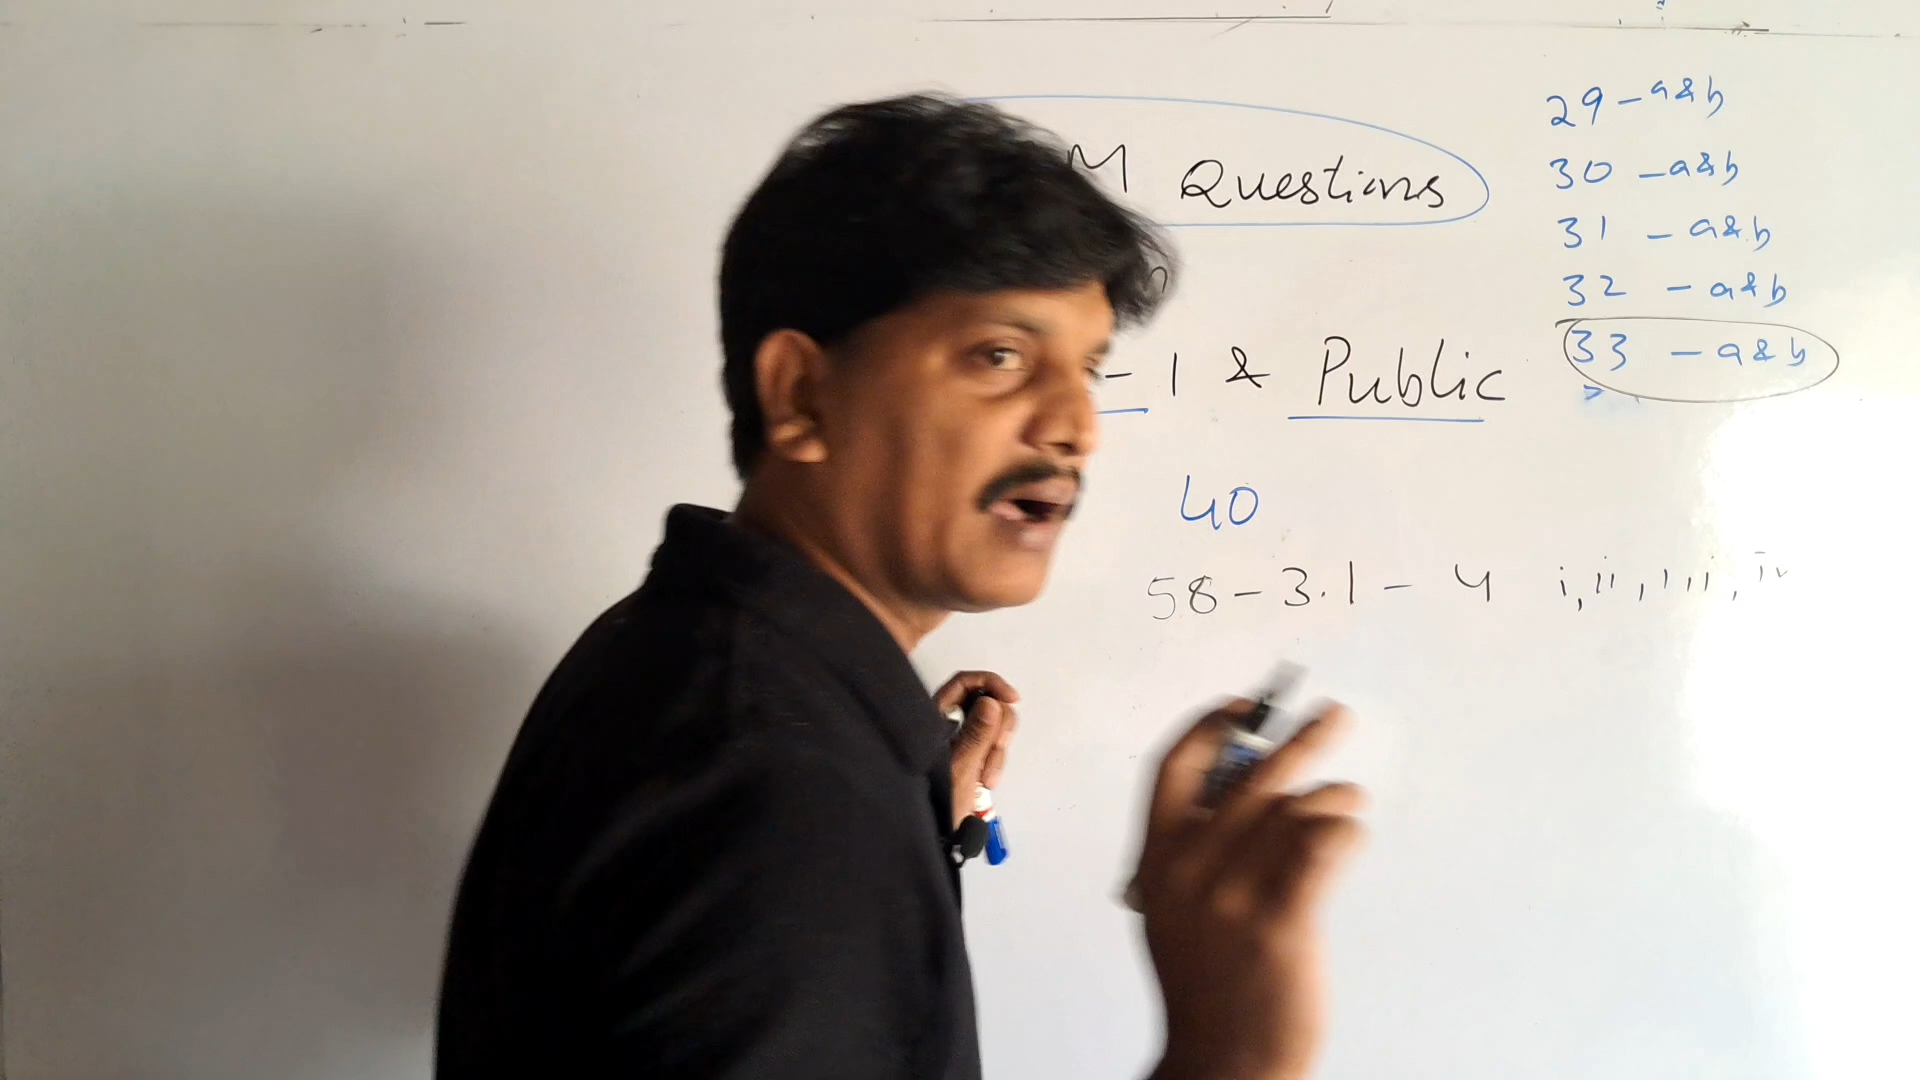 M Questions
29 - a & b
30 - a & b
31 - a & b
32 - a & b
33 - a & b
- 1 & Public
40
58 - 3.1 - 4 i, ii, iii, iv